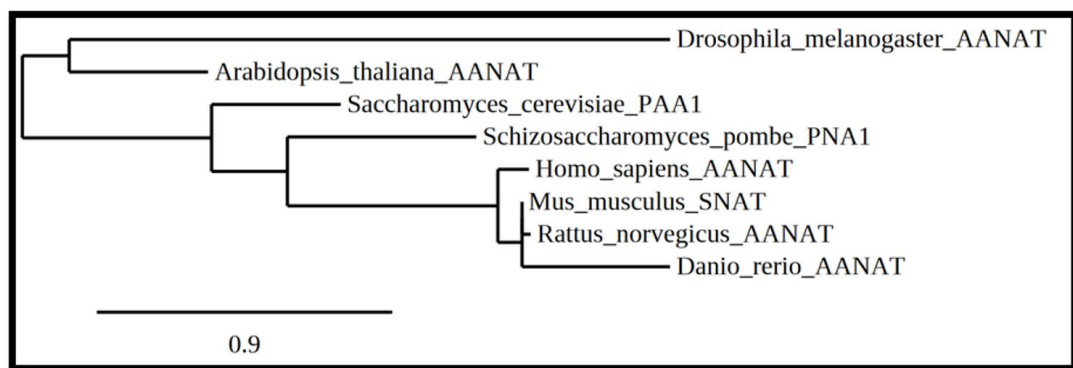 Drosophila_melanogaster_AANAT
Arabidopsis_thaliana_AANAT
Saccharomyces_cerevisiae_PAA1
Schizosaccharomyces_pombe_PNA1
Homo_sapiens_AANAT
Mus_musculus_SNAT
Rattus_norvegicus_AANAT
Danio_rerio_AANAT
0.9